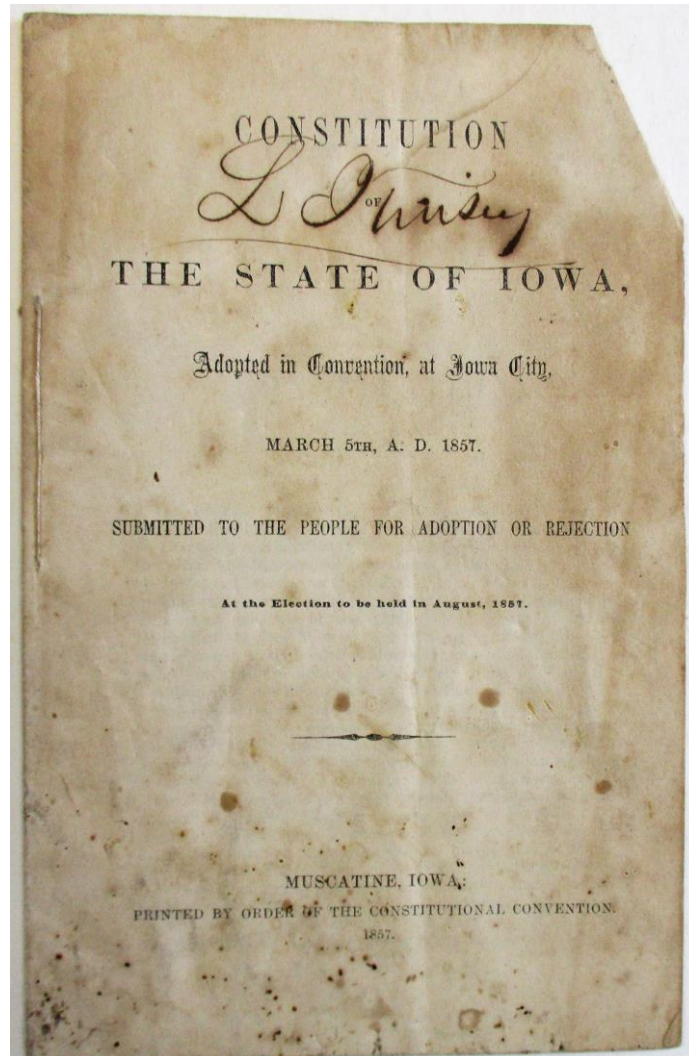 CONSTITUTION
OF
L
THE STATE OF IOWA,
Adopted in Convention, at Iowa City,
MARCH 5TH, A. D. 1857.
SUBMITTED TO THE PEOPLE FOR ADOPTION OR REJECTION
At the Election to be held in August, 1857.
MUSCATINE, IOWA:
PRINTED BY ORDER OF THE CONSTITUTIONAL CONVENTION.
1857.